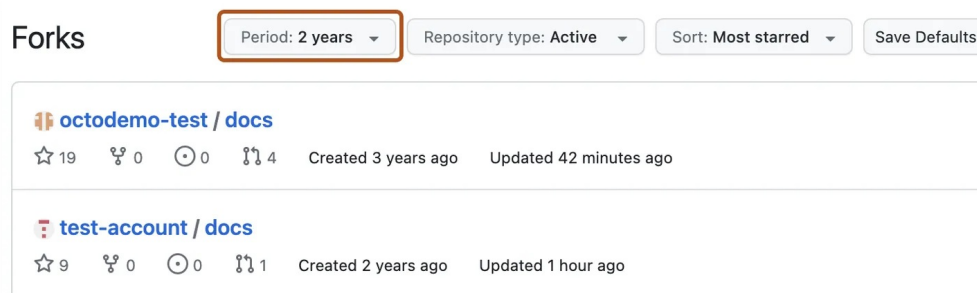 Forks Period: 2 years Repository type: Active Sort: Most starred Save Defaults
octodemo-test / docs
19 0 0 4 Created 3 years ago Updated 42 minutes ago
test-account / docs
9 0 0 1 Created 2 years ago Updated 1 hour ago